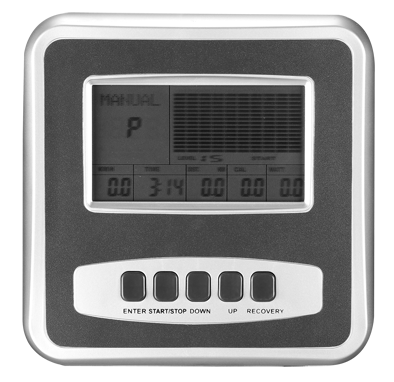 MANUAL
P
LEVEL 15
TIME
0.0 3:14 0.0 0.0 0.0
ENTER START/STOP DOWN UP RECOVERY